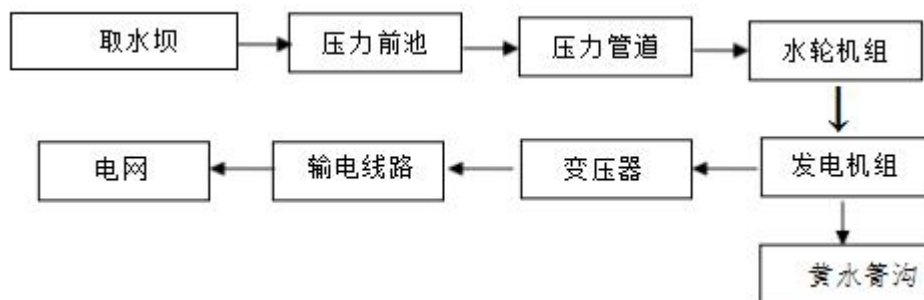 取水坝
压力前池
压力管道
水轮机组
电网
输电线路
变压器
发电机组
黄水箐沟